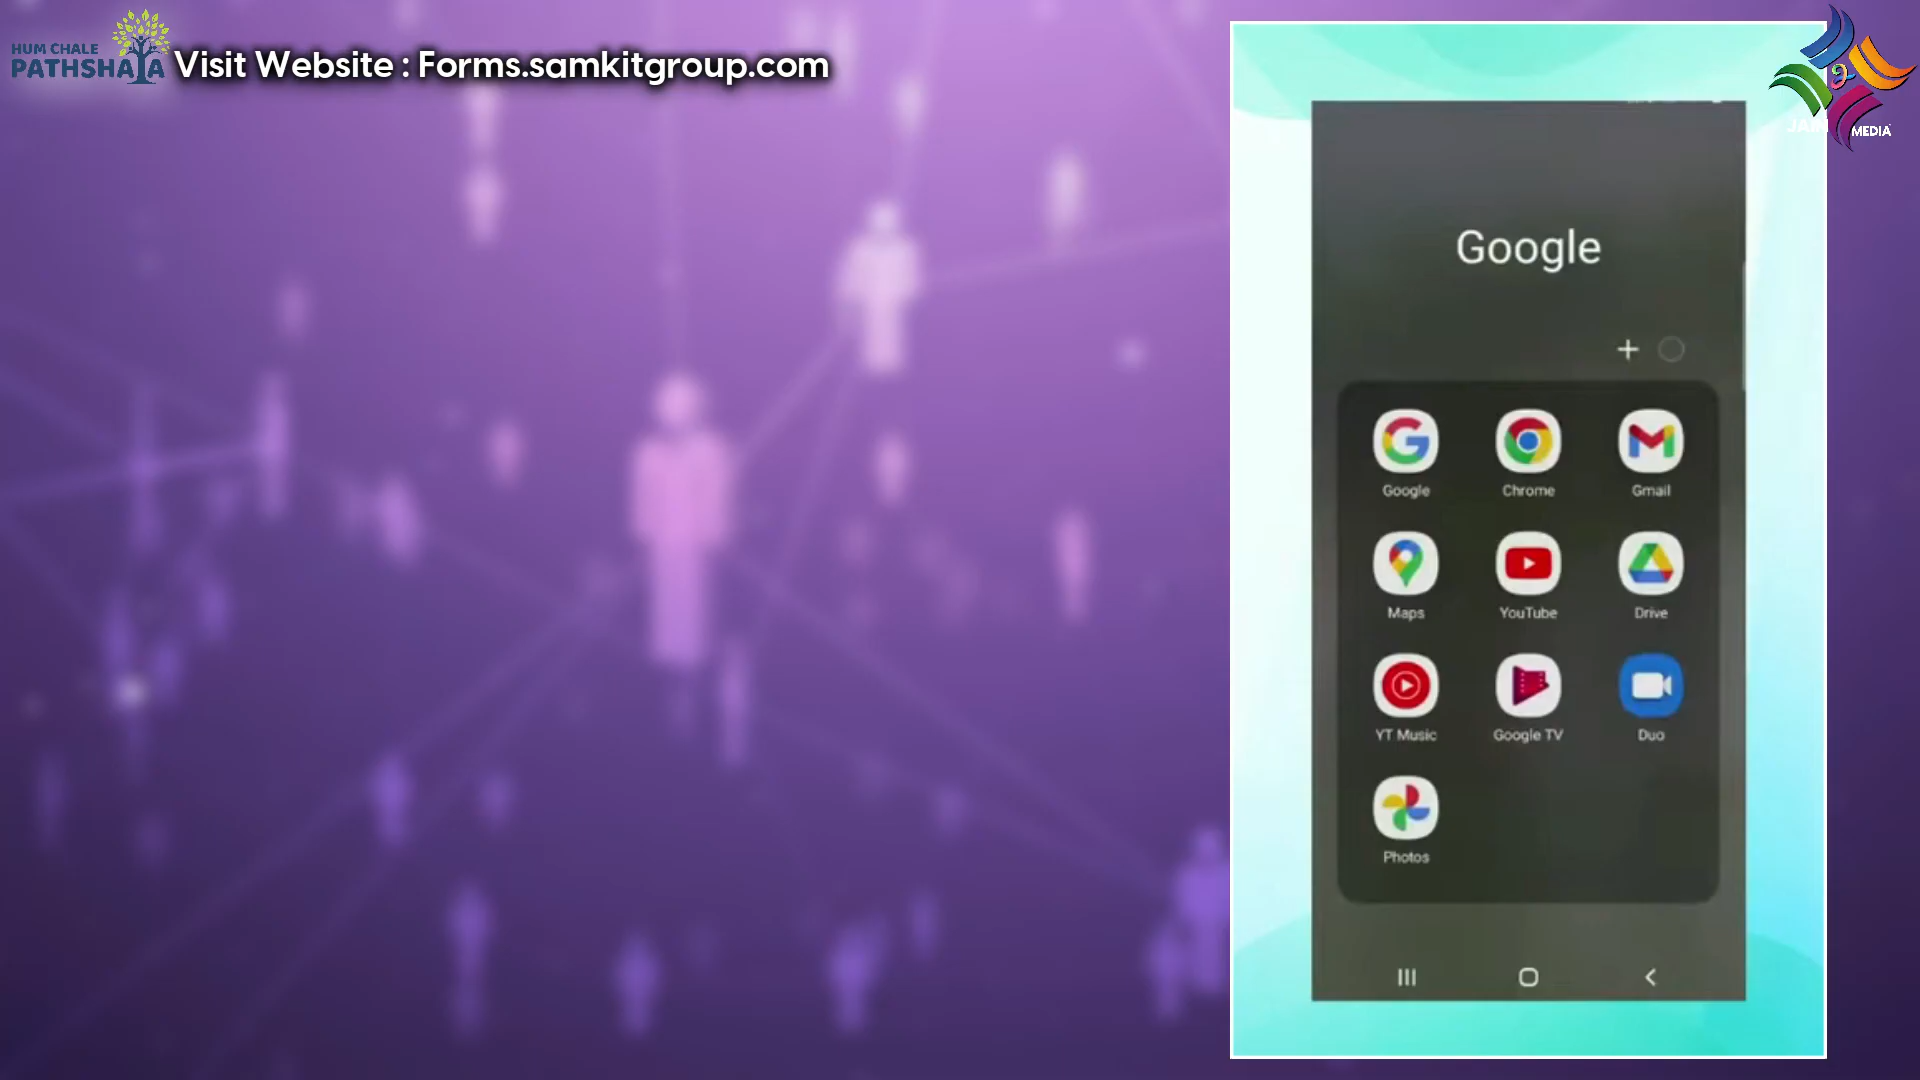 HUM CHALE
PATHSHALA
Visit Website : Forms.samkitgroup.com
JAIN MEDIA
Google
Google Chrome Gmail
Maps YouTube Drive
YT Music Google TV Duo
Photos